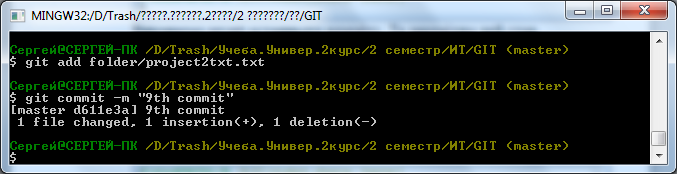 MINGW32:/D/Trash/?????.??????.2????/2 ???????/??/GIT
Сергей@СЕРГЕЙ-ПК /D/Trash/Учеба.Универ.2курс/2 семестр/ИТ/GIT (master)
$ git add folder/project2txt.txt
Сергей@СЕРГЕЙ-ПК /D/Trash/Учеба.Универ.2курс/2 семестр/ИТ/GIT (master)
$ git commit -m "9th commit"
[master d611e3a] 9th commit
 1 file changed, 1 insertion(+), 1 deletion(-)
Сергей@СЕРГЕЙ-ПК /D/Trash/Учеба.Универ.2курс/2 семестр/ИТ/GIT (master)
$